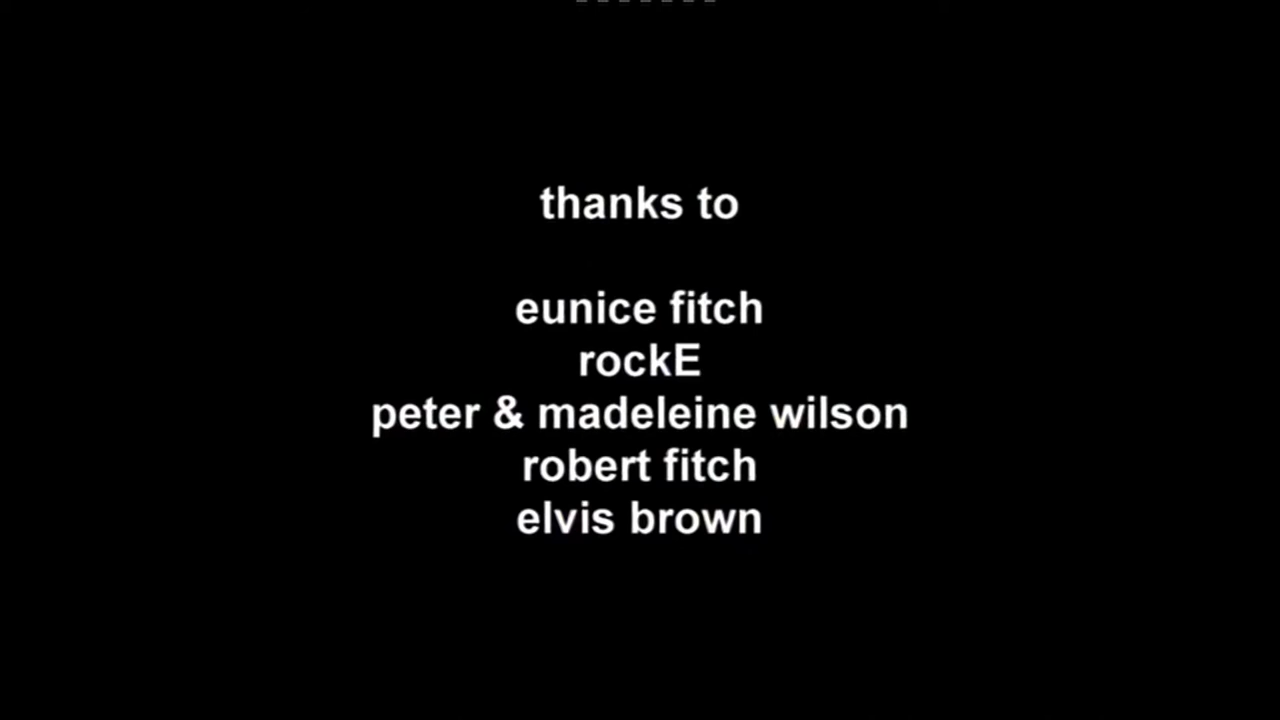 thanks to
eunice fitch
rockE
peter & madeleine wilson
robert fitch
elvis brown